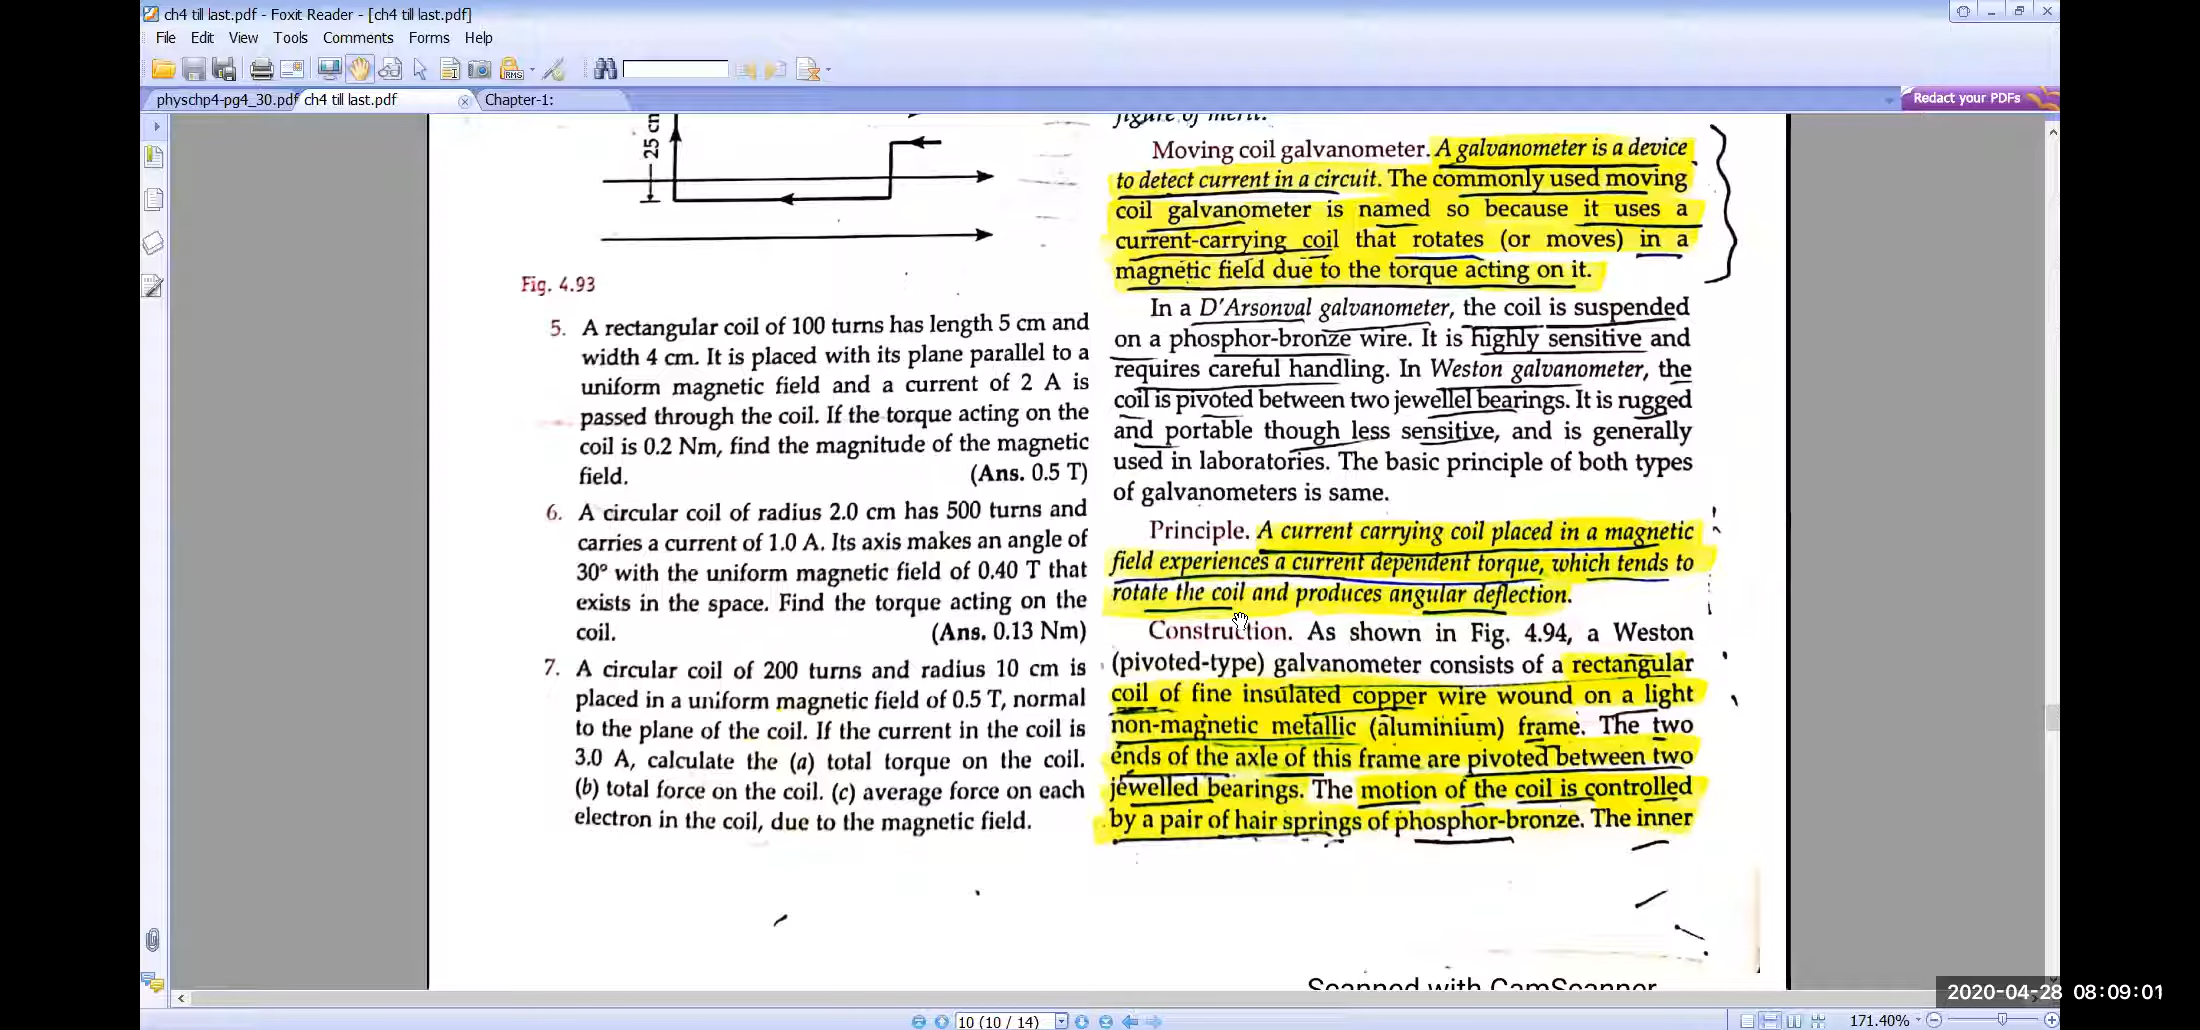 ch4 till last.pdf - Foxit Reader - [ch4 till last.pdf]
File Edit View Tools Comments Forms Help
physchp4-pg4_30.pdf ch4 till last.pdf Chapter-1:
Redact your PDFs
25 cm
Fig. 4.93
5. A rectangular coil of 100 turns has length 5 cm and
width 4 cm. It is placed with its plane parallel to a
uniform magnetic field and a current of 2 A is
passed through the coil. If the torque acting on the
coil is 0.2 Nm, find the magnitude of the magnetic
field. (Ans. 0.5 T)
6. A circular coil of radius 2.0 cm has 500 turns and
carries a current of 1.0 A. Its axis makes an angle of
30° with the uniform magnetic field of 0.40 T that
exists in the space. Find the torque acting on the
coil. (Ans. 0.13 Nm)
7. A circular coil of 200 turns and radius 10 cm is
placed in a uniform magnetic field of 0.5 T, normal
to the plane of the coil. If the current in the coil is
3.0 A, calculate the (a) total torque on the coil.
(b) total force on the coil. (c) average force on each
electron in the coil, due to the magnetic field.
figure of merit.
Moving coil galvanometer. A galvanometer is a device
to detect current in a circuit. The commonly used moving
coil galvanometer is named so because it uses a
current-carrying coil that rotates (or moves) in a
magnetic field due to the torque acting on it.
In a D'Arsonval galvanometer, the coil is suspended
on a phosphor-bronze wire. It is highly sensitive and
requires careful handling. In Weston galvanometer, the
coil is pivoted between two jewellel bearings. It is rugged
and portable though less sensitive, and is generally
used in laboratories. The basic principle of both types
of galvanometers is same.
Principle. A current carrying coil placed in a magnetic
field experiences a current dependent torque, which tends to
rotate the coil and produces angular deflection.
Construction. As shown in Fig. 4.94, a Weston
(pivoted-type) galvanometer consists of a rectangular
coil of fine insulated copper wire wound on a light
non-magnetic metallic (aluminium) frame. The two
ends of the axle of this frame are pivoted between two
jewelled bearings. The motion of the coil is controlled
by a pair of hair springs of phosphor-bronze. The inner
Scanned with CamScanner
2020-04-28 08:09:01
10 (10 / 14)
171.40%